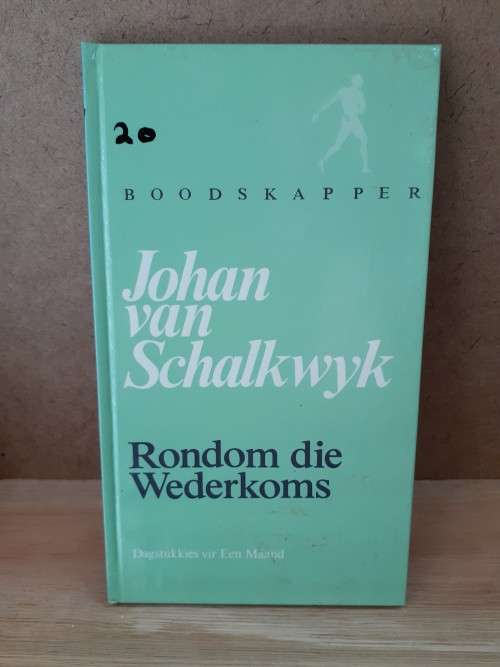 20
BOODSKAPPER
Johan
van
Schalkwyk
Rondom die
Wederkoms
Dagstukkies vir Een Maand